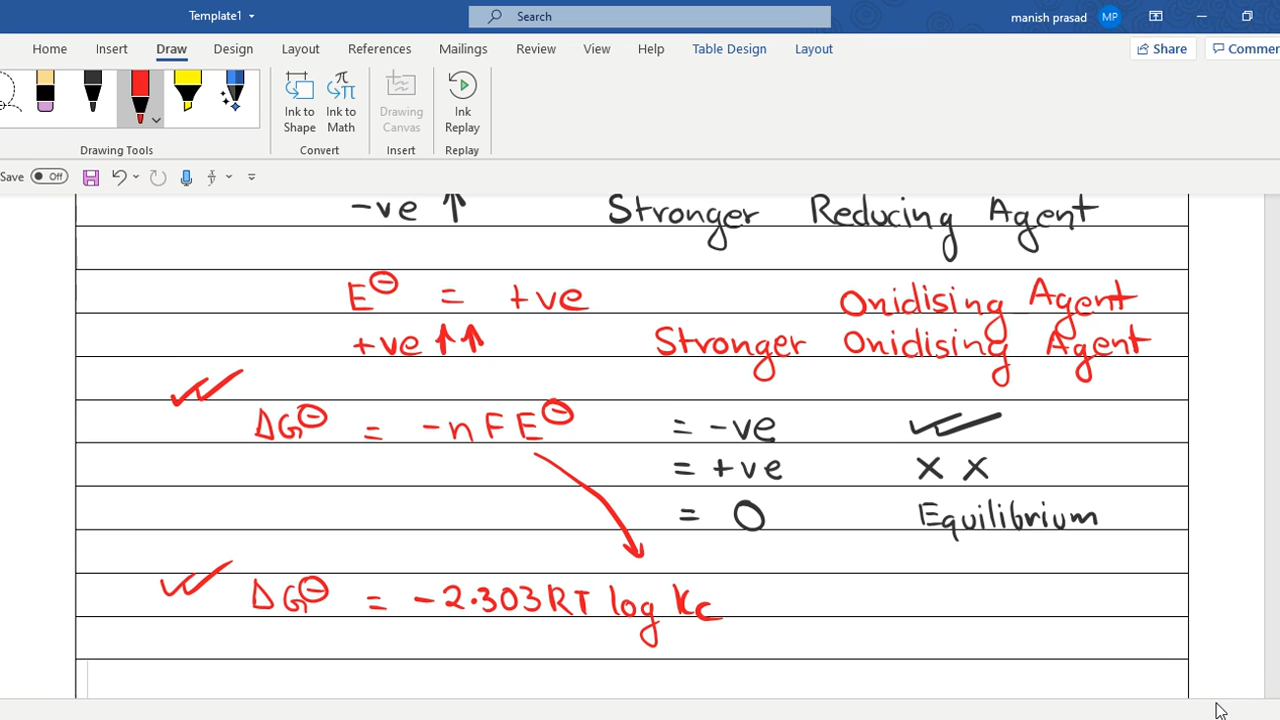 Template1
Search
manish prasad MP
Home Insert Draw Design Layout References Mailings Review View Help Table Design Layout
Share Comme
Ink to Shape
Ink to Math
Drawing Canvas
Ink Replay
Drawing Tools Convert Insert Replay
Save Off
-ve ↑ Stronger Reducing Agent
E⊖ = +ve Onidising Agent
+ve ↑↑ Stronger Onidising Agent
ΔG⊖ = -nFE⊖ = -ve ✓✓
= +ve X X
= 0 Equilibrium
ΔG⊖ = -2.303RT log Kc